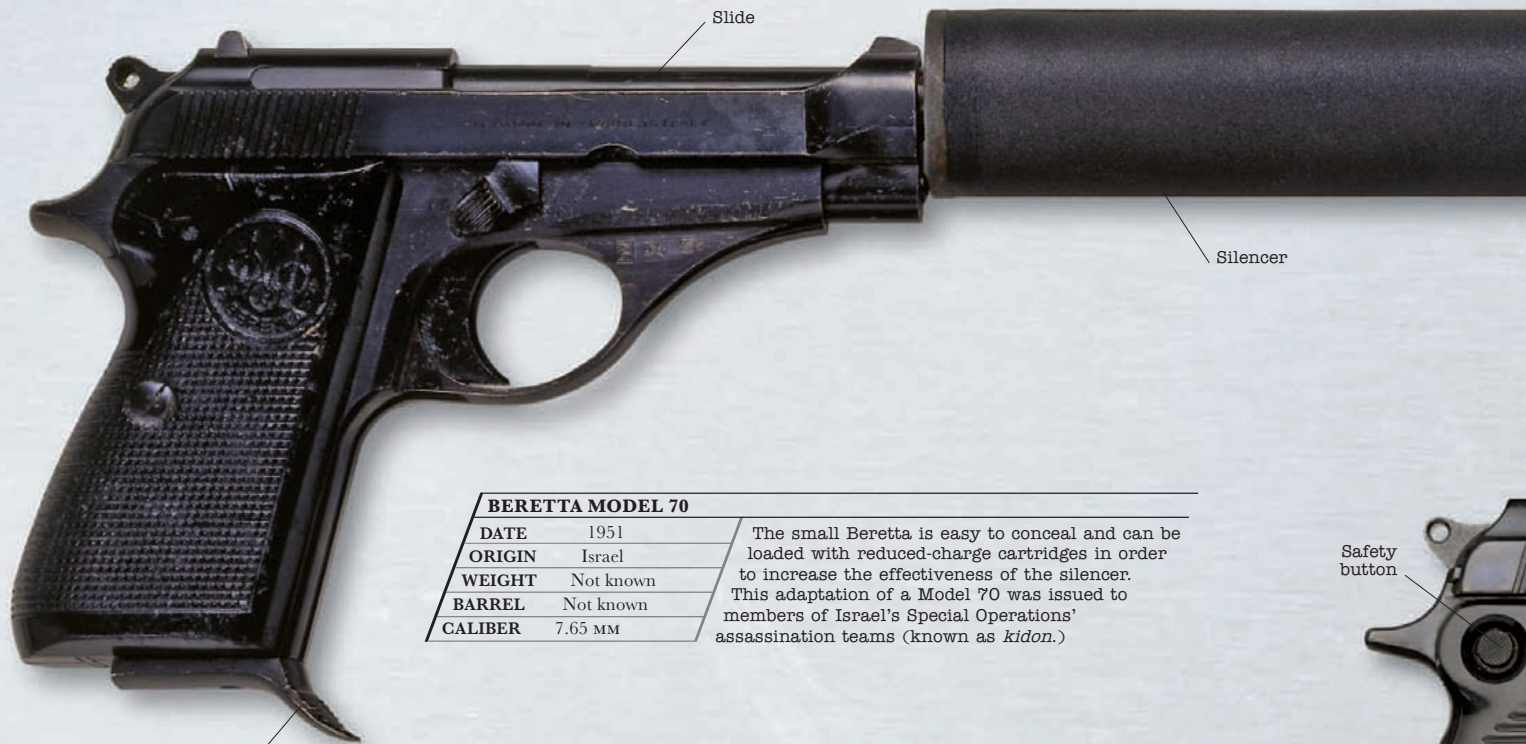 Slide
Silencer
BERETTA MODEL 70
DATE 1951
ORIGIN Israel
WEIGHT Not known
BARREL Not known
CALIBER 7.65 MM
The small Beretta is easy to conceal and can be
loaded with reduced-charge cartridges in order
to increase the effectiveness of the silencer.
This adaptation of a Model 70 was issued to
members of Israel's Special Operations'
assassination teams (known as kidon.)
Safety
button